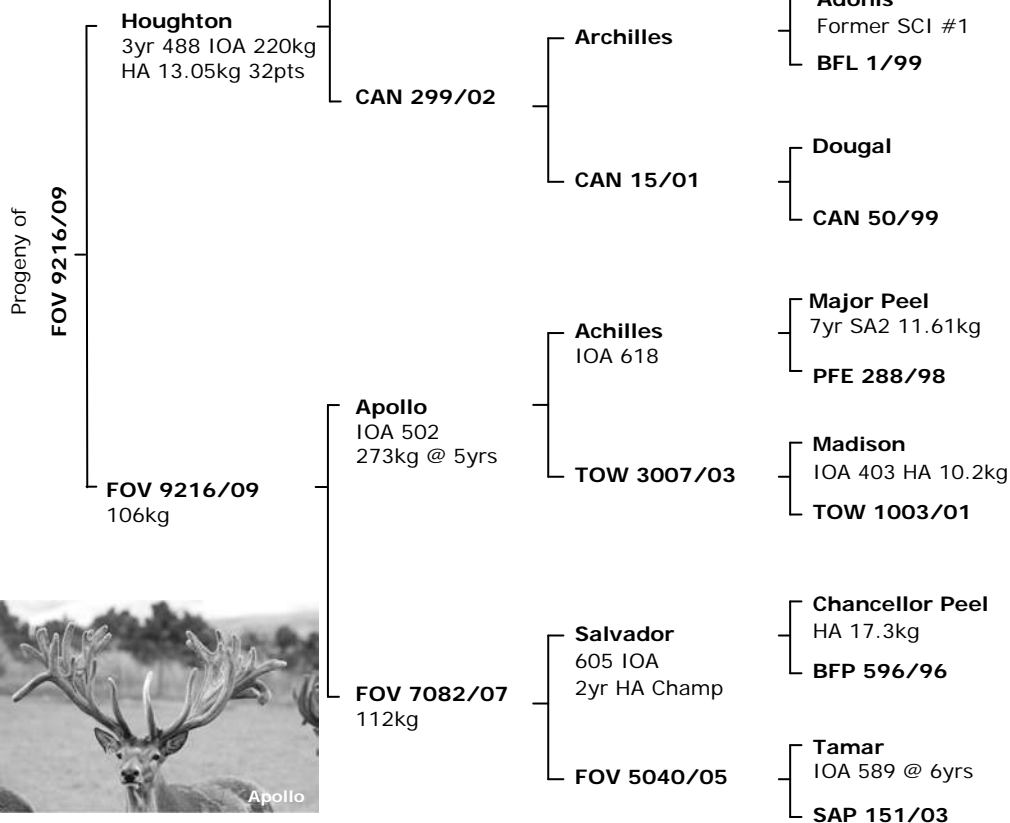 Progeny of
FOV 9216/09
Houghton
3yr 488 IOA 220kg
HA 13.05kg 32pts
FOV 9216/09
106kg
CAN 299/02
Apollo
IOA 502
273kg @ 5yrs
FOV 7082/07
112kg
Archilles
CAN 15/01
Achilles
IOA 618
TOW 3007/03
Salvador
605 IOA
2yr HA Champ
FOV 5040/05
Adonis
Former SCI #1
BFL 1/99
Dougal
CAN 50/99
Major Peel
7yr SA2 11.61kg
PFE 288/98
Madison
IOA 403 HA 10.2kg
TOW 1003/01
Chancellor Peel
HA 17.3kg
BFP 596/96
Tamar
IOA 589 @ 6yrs
SAP 151/03
Apollo